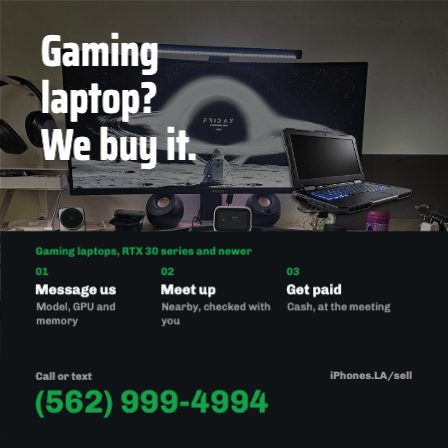 Gaming
laptop?
We buy it.
Gaming laptops, RTX 30 series and newer
01
Message us
Model, GPU and
memory
02
Meet up
Nearby, checked with
you
03
Get paid
Cash, at the meeting
Call or text
(562) 999-4994
iPhones.LA/sell